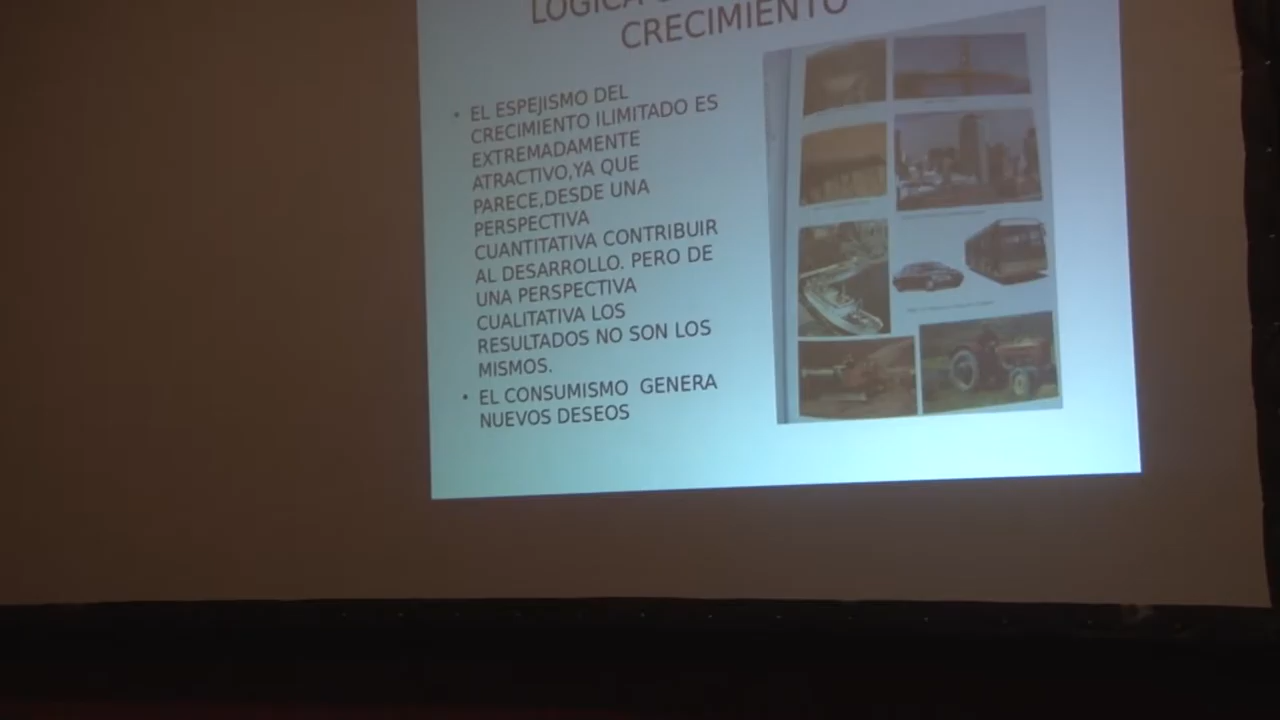 LÓGICA
CRECIMIENTO
• EL ESPEJISMO DEL
CRECIMIENTO ILIMITADO ES
EXTREMADAMENTE
ATRACTIVO,YA QUE
PARECE,DESDE UNA
PERSPECTIVA
CUANTITATIVA CONTRIBUIR
AL DESARROLLO. PERO DE
UNA PERSPECTIVA
CUALITATIVA LOS
RESULTADOS NO SON LOS
MISMOS.
• EL CONSUMISMO GENERA
NUEVOS DESEOS